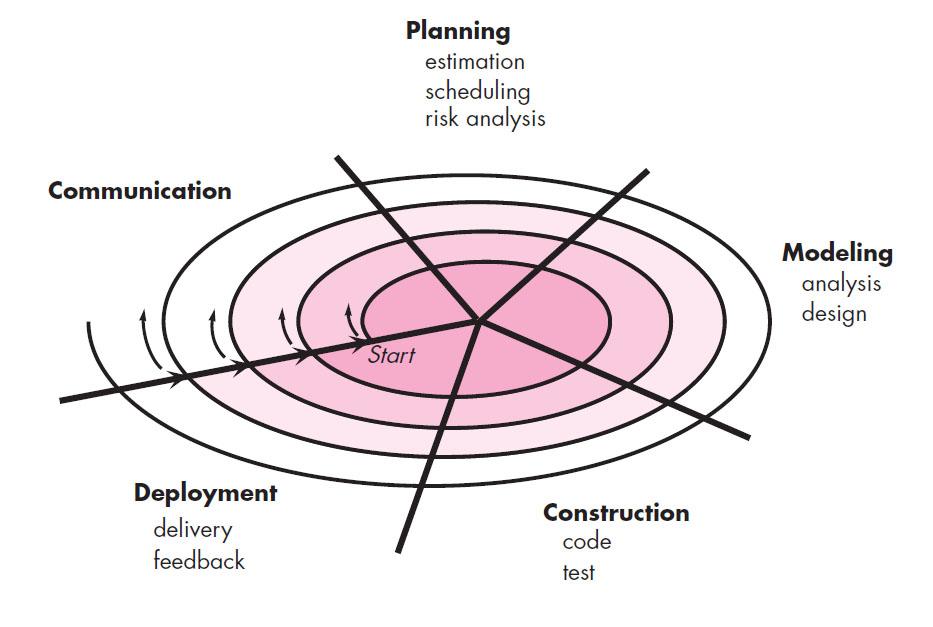 Planning
estimation
scheduling
risk analysis
Communication
Modeling
analysis
design
Start
Deployment
delivery
feedback
Construction
code
test